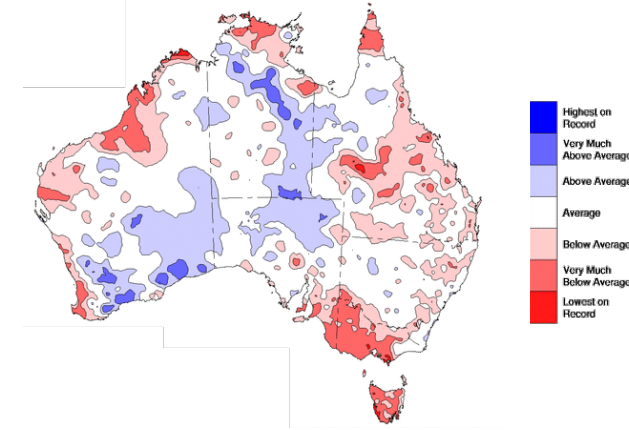 Highest on
Record
Very Much
Above Average
Above Average
Average
Below Average
Very Much
Below Average
Lowest on
Record